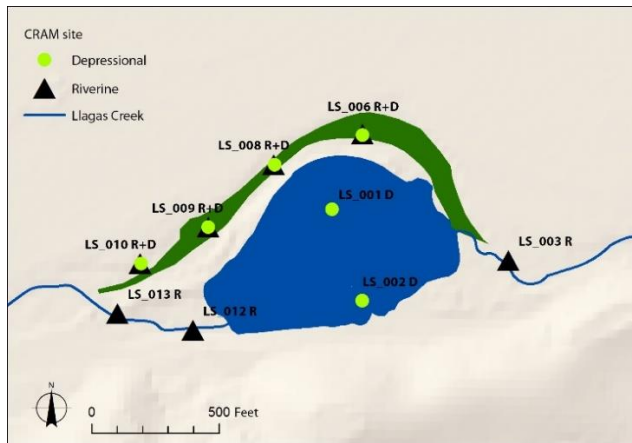 CRAM site
Depressional
Riverine
Llagas Creek
LS_006 R+D
LS_008 R+D
LS_001 D
LS_009 R+D
LS_010 R+D
LS_003 R
LS_002 D
LS_013 R
LS_012 R
N
0 500 Feet